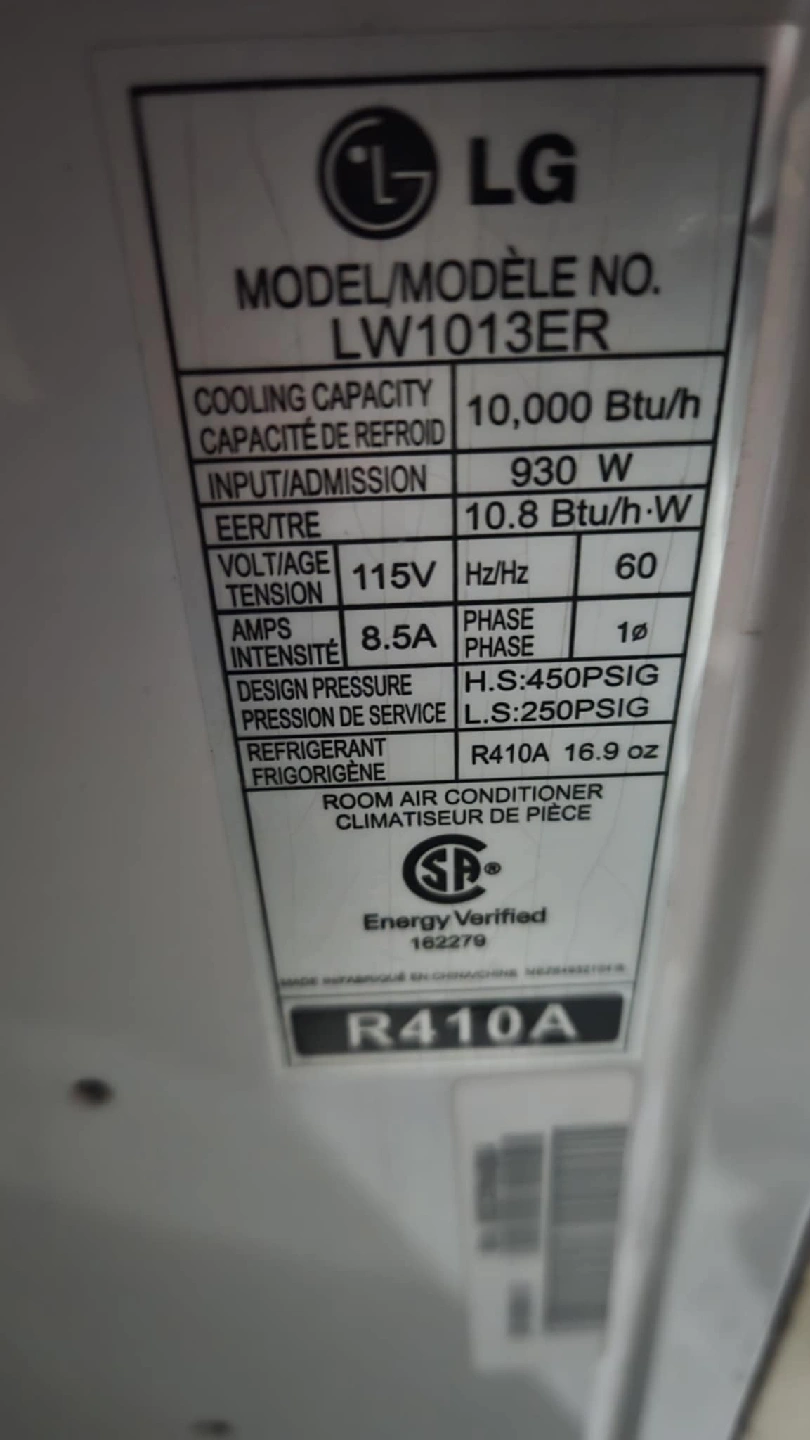 LG
MODEL/MODÈLE NO.
LW1013ER
COOLING CAPACITY
CAPACITÉ DE REFROID
10,000 Btu/h
INPUT/ADMISSION
930 W
EER/TRE
10.8 Btu/h·W
VOLT/AGE
TENSION
115V
Hz/Hz
60
AMPS
INTENSITÉ
8.5A
PHASE
PHASE
1ø
DESIGN PRESSURE
PRESSION DE SERVICE
H.S:450PSIG
L.S:250PSIG
REFRIGERANT
FRIGORIGÈNE
R410A 16.9 oz
ROOM AIR CONDITIONER
CLIMATISEUR DE PIÈCE
SA®
Energy Verified
162279
R410A